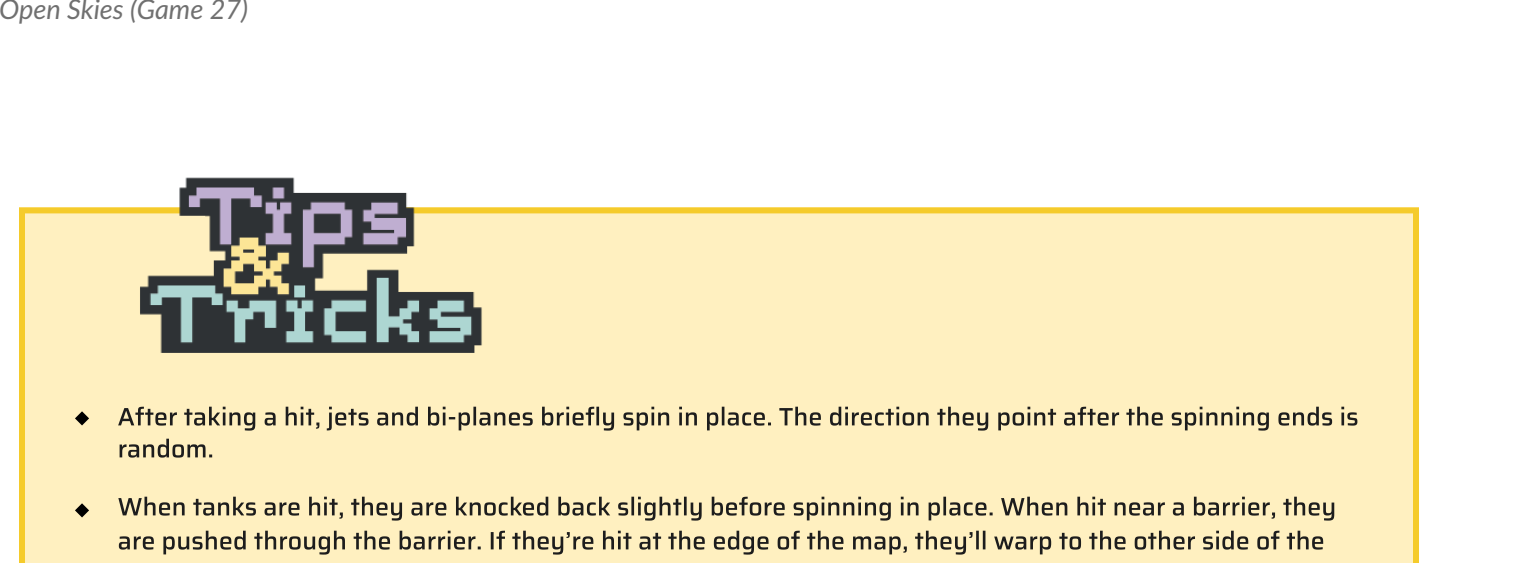 Open Skies (Game 27)
Tips
&
Tricks
After taking a hit, jets and bi-planes briefly spin in place. The direction they point after the spinning ends is
random.
When tanks are hit, they are knocked back slightly before spinning in place. When hit near a barrier, they
are pushed through the barrier. If they’re hit at the edge of the map, they’ll warp to the other side of the